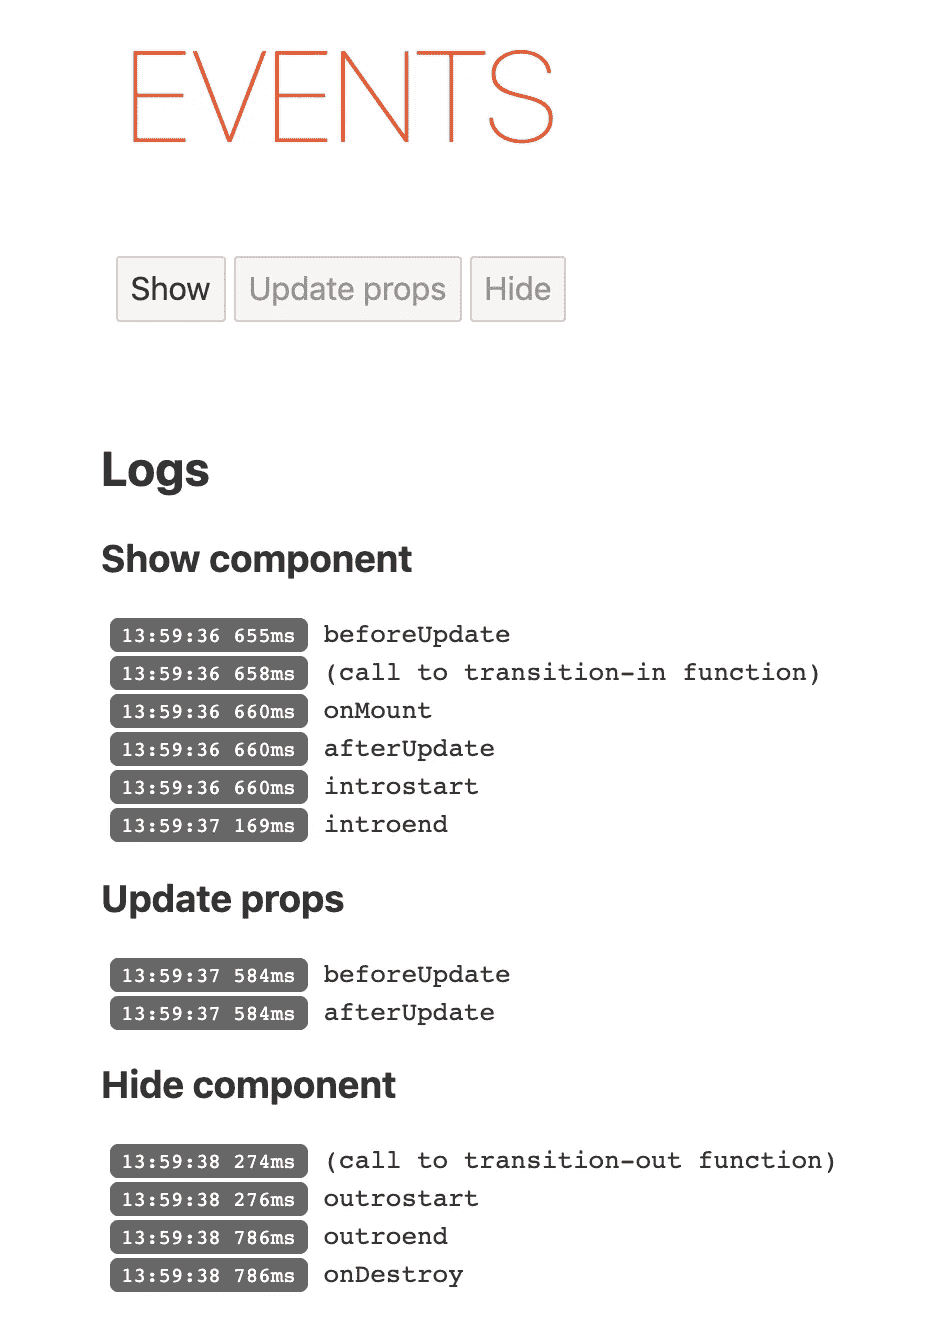 EVENTS
Show Update props Hide
Logs
Show component
13:59:36 655ms beforeUpdate
13:59:36 658ms (call to transition-in function)
13:59:36 660ms onMount
13:59:36 660ms afterUpdate
13:59:36 660ms introstart
13:59:37 169ms introend
Update props
13:59:37 584ms beforeUpdate
13:59:37 584ms afterUpdate
Hide component
13:59:38 274ms (call to transition-out function)
13:59:38 276ms outrostart
13:59:38 786ms outroend
13:59:38 786ms onDestroy